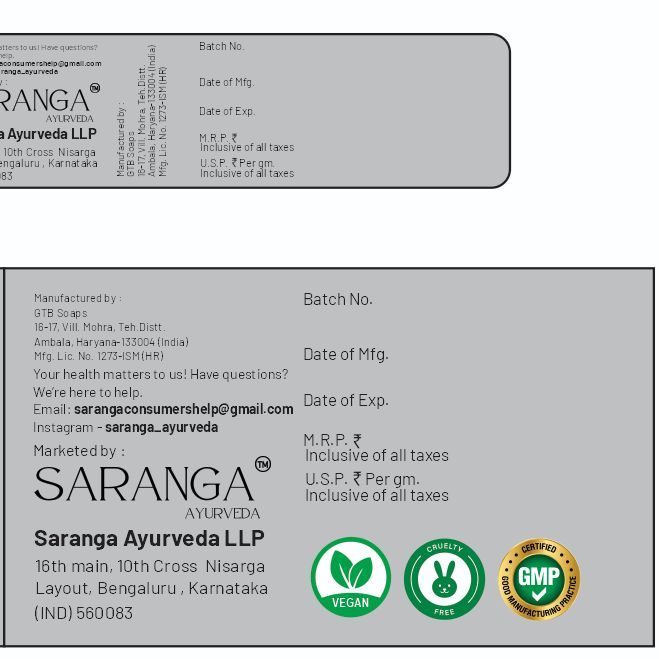 atters to us! Have questions?
help.
aconsumershelp@gmail.com
ranga_ayurveda
y :
RANGA TM
AYURVEDA
a Ayurveda LLP
10th Cross Nisarga
engaluru , Karnataka
083
Manufactured by :
GTB Soaps
16-17, Vill. Mohra, Teh.Distt.
Ambala, Haryana-133004 (India)
Mfg. Lic. No. 1273-ISM (HR)
Batch No.
Date of Mfg.
Date of Exp.
M.R.P. ₹
Inclusive of all taxes
U.S.P. ₹ Per gm.
Inclusive of all taxes
Manufactured by :
GTB Soaps
16-17, Vill. Mohra, Teh.Distt.
Ambala, Haryana-133004 (India)
Mfg. Lic. No. 1273-ISM (HR)
Your health matters to us! Have questions?
We're here to help.
Email: sarangaconsumershelp@gmail.com
Instagram - saranga_ayurveda
Marketed by :
SARANGA TM
AYURVEDA
Saranga Ayurveda LLP
16th main, 10th Cross Nisarga
Layout, Bengaluru , Karnataka
(IND) 560083
Batch No.
Date of Mfg.
Date of Exp.
M.R.P. ₹
Inclusive of all taxes
U.S.P. ₹ Per gm.
Inclusive of all taxes
VEGAN
CRUELTY
FREE
CERTIFIED
GMP
GOOD MANUFACTURING PRACTICE